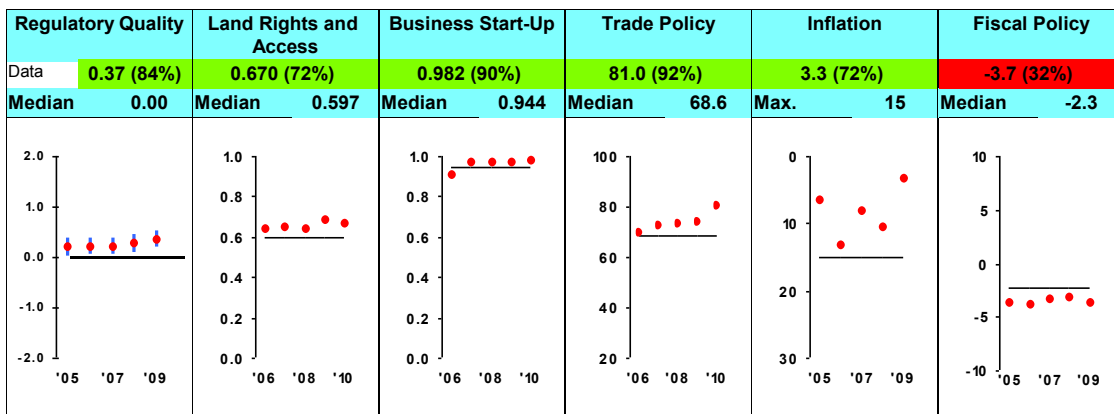 Regulatory Quality
Land Rights and
Access
Business Start-Up
Trade Policy
Inflation
Fiscal Policy
Data 0.37 (84%) 0.670 (72%) 0.982 (90%) 81.0 (92%) 3.3 (72%) -3.7 (32%)
Median 0.00 Median 0.597 Median 0.944 Median 68.6 Max. 15 Median -2.3
2.0
1.0
0.0
-1.0
-2.0
'05 '07 '09
1.0
0.8
0.6
0.4
0.2
0.0
'06 '08 '10
1.0
0.8
0.6
0.4
0.2
0.0
'06 '08 '10
100
80
60
40
20
'06 '08 '10
0
10
20
30
'05 '07 '09
10
5
0
-5
-10
'05 '07 '09